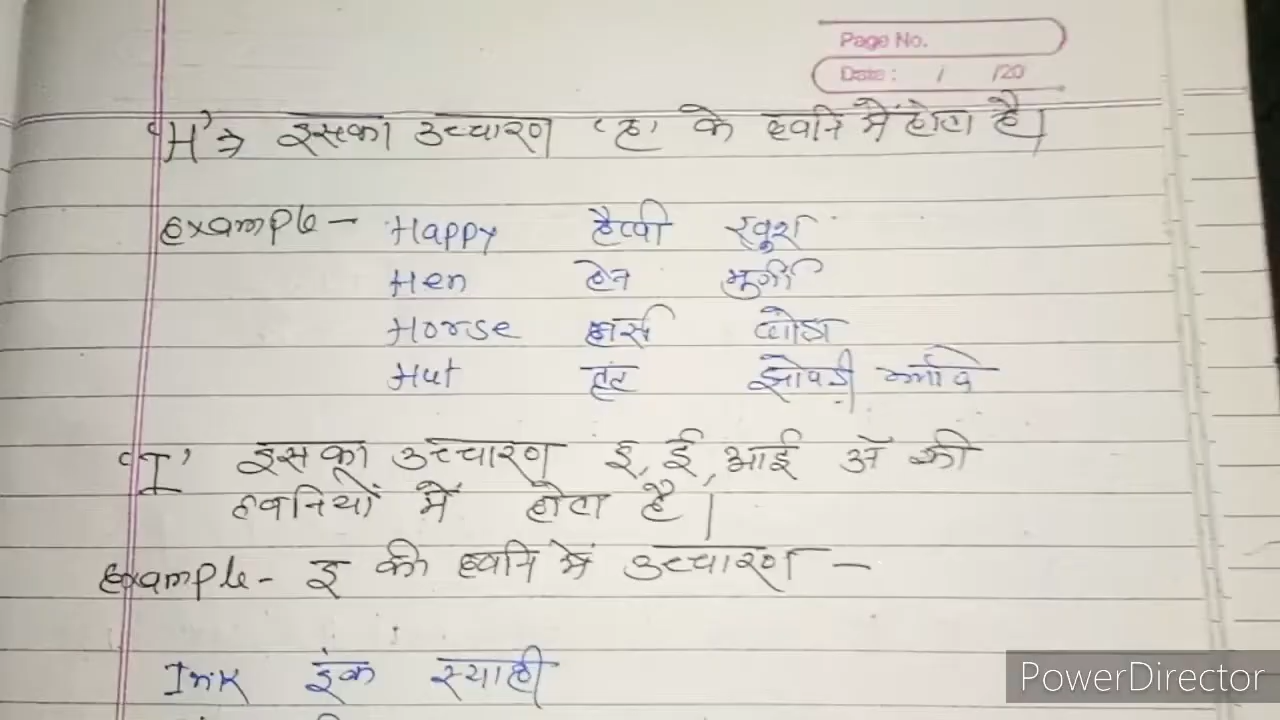 Page No.
Date : / /20
'H' → इसका उच्चारण 'ह' के ध्वनि में होता है।
Example - Happy हैप्पी खुश
Hen हेन मुर्गी
Horse हार्स घोडा
Hut हट झोपडी
'I' इसका उच्चारण इ, ई, आई अॅ की
ध्वनियों में होता है।
Example - इ की ध्वनि में उच्चारण -
Ink इंक स्याही
PowerDirector